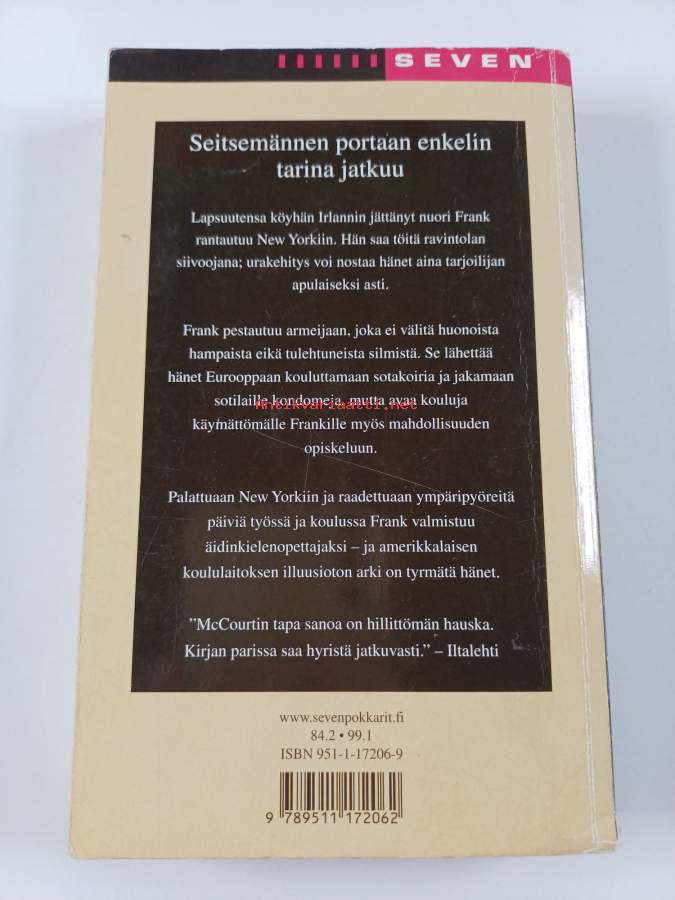 SEVEN
Seitsemännen portaan enkelin
tarina jatkuu
Lapsuutensa köyhän Irlannin jättänyt nuori Frank
rantautuu New Yorkiin. Hän saa töitä ravintolan
siivoojana; urakehitys voi nostaa hänet aina tarjoilijan
apulaiseksi asti.
Frank pestautuu armeijaan, joka ei välitä huonoista
hampaista eikä tulehtuneista silmistä. Se lähettää
hänet Eurooppaan kouluttamaan sotakoiria ja jakamaan
sotilaille kondomeja, mutta avaa kouluja
Antikvariaatti.net
käymättömälle Frankille myös mahdollisuuden
opiskeluun.
Palattuaan New Yorkiin ja raadettuaan ympäripyöreitä
päiviä työssä ja koulussa Frank valmistuu
äidinkielenopettajaksi – ja amerikkalaisen
koululaitoksen illuusioton arki on tyrmätä hänet.
”McCourtin tapa sanoa on hillittömän hauska.
Kirjan parissa saa hyristä jatkuvasti.” – Iltalehti
www.sevenpokkarit.fi
84.2 • 99.1
ISBN 951-1-17206-9
9 789511 172062